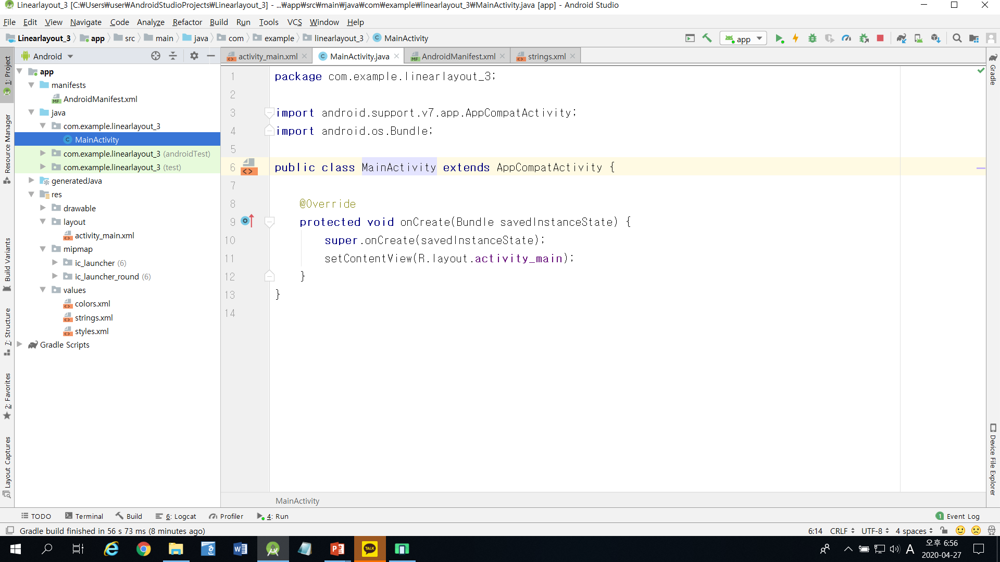 Linearlayout_3 [C:₩Users₩user₩AndroidStudioProjects₩Linearlayout_3] - ...₩app₩src₩main₩java₩com₩example₩linearlayout_3₩MainActivity.java [app] - Android Studio
File Edit View Navigate Code Analyze Refactor Build Run Tools VCS Window Help
Linearlayout_3 app src main java com example linearlayout_3 MainActivity
app
Android
activity_main.xml MainActivity.java AndroidManifest.xml strings.xml
1: Project
Resource Manager
Build Variants
7: Structure
2: Favorites
Layout Captures
app
manifests
AndroidManifest.xml
java
com.example.linearlayout_3
MainActivity
com.example.linearlayout_3 (androidTest)
com.example.linearlayout_3 (test)
generatedJava
res
drawable
layout
activity_main.xml
mipmap
ic_launcher (6)
ic_launcher_round (6)
values
colors.xml
strings.xml
styles.xml
Gradle Scripts
1 package com.example.linearlayout_3;
2
3 import android.support.v7.app.AppCompatActivity;
4 import android.os.Bundle;
5
6 public class MainActivity extends AppCompatActivity {
7
8 @Override
9 protected void onCreate(Bundle savedInstanceState) {
10 super.onCreate(savedInstanceState);
11 setContentView(R.layout.activity_main);
12 }
13 }
14
Gradle
Device File Explorer
MainActivity
TODO Terminal Build 6: Logcat Profiler 4: Run
1 Event Log
Gradle build finished in 56 s 73 ms (8 minutes ago)
6:14 CRLF UTF-8 4 spaces
TALK
A
오후 6:56
2020-04-27